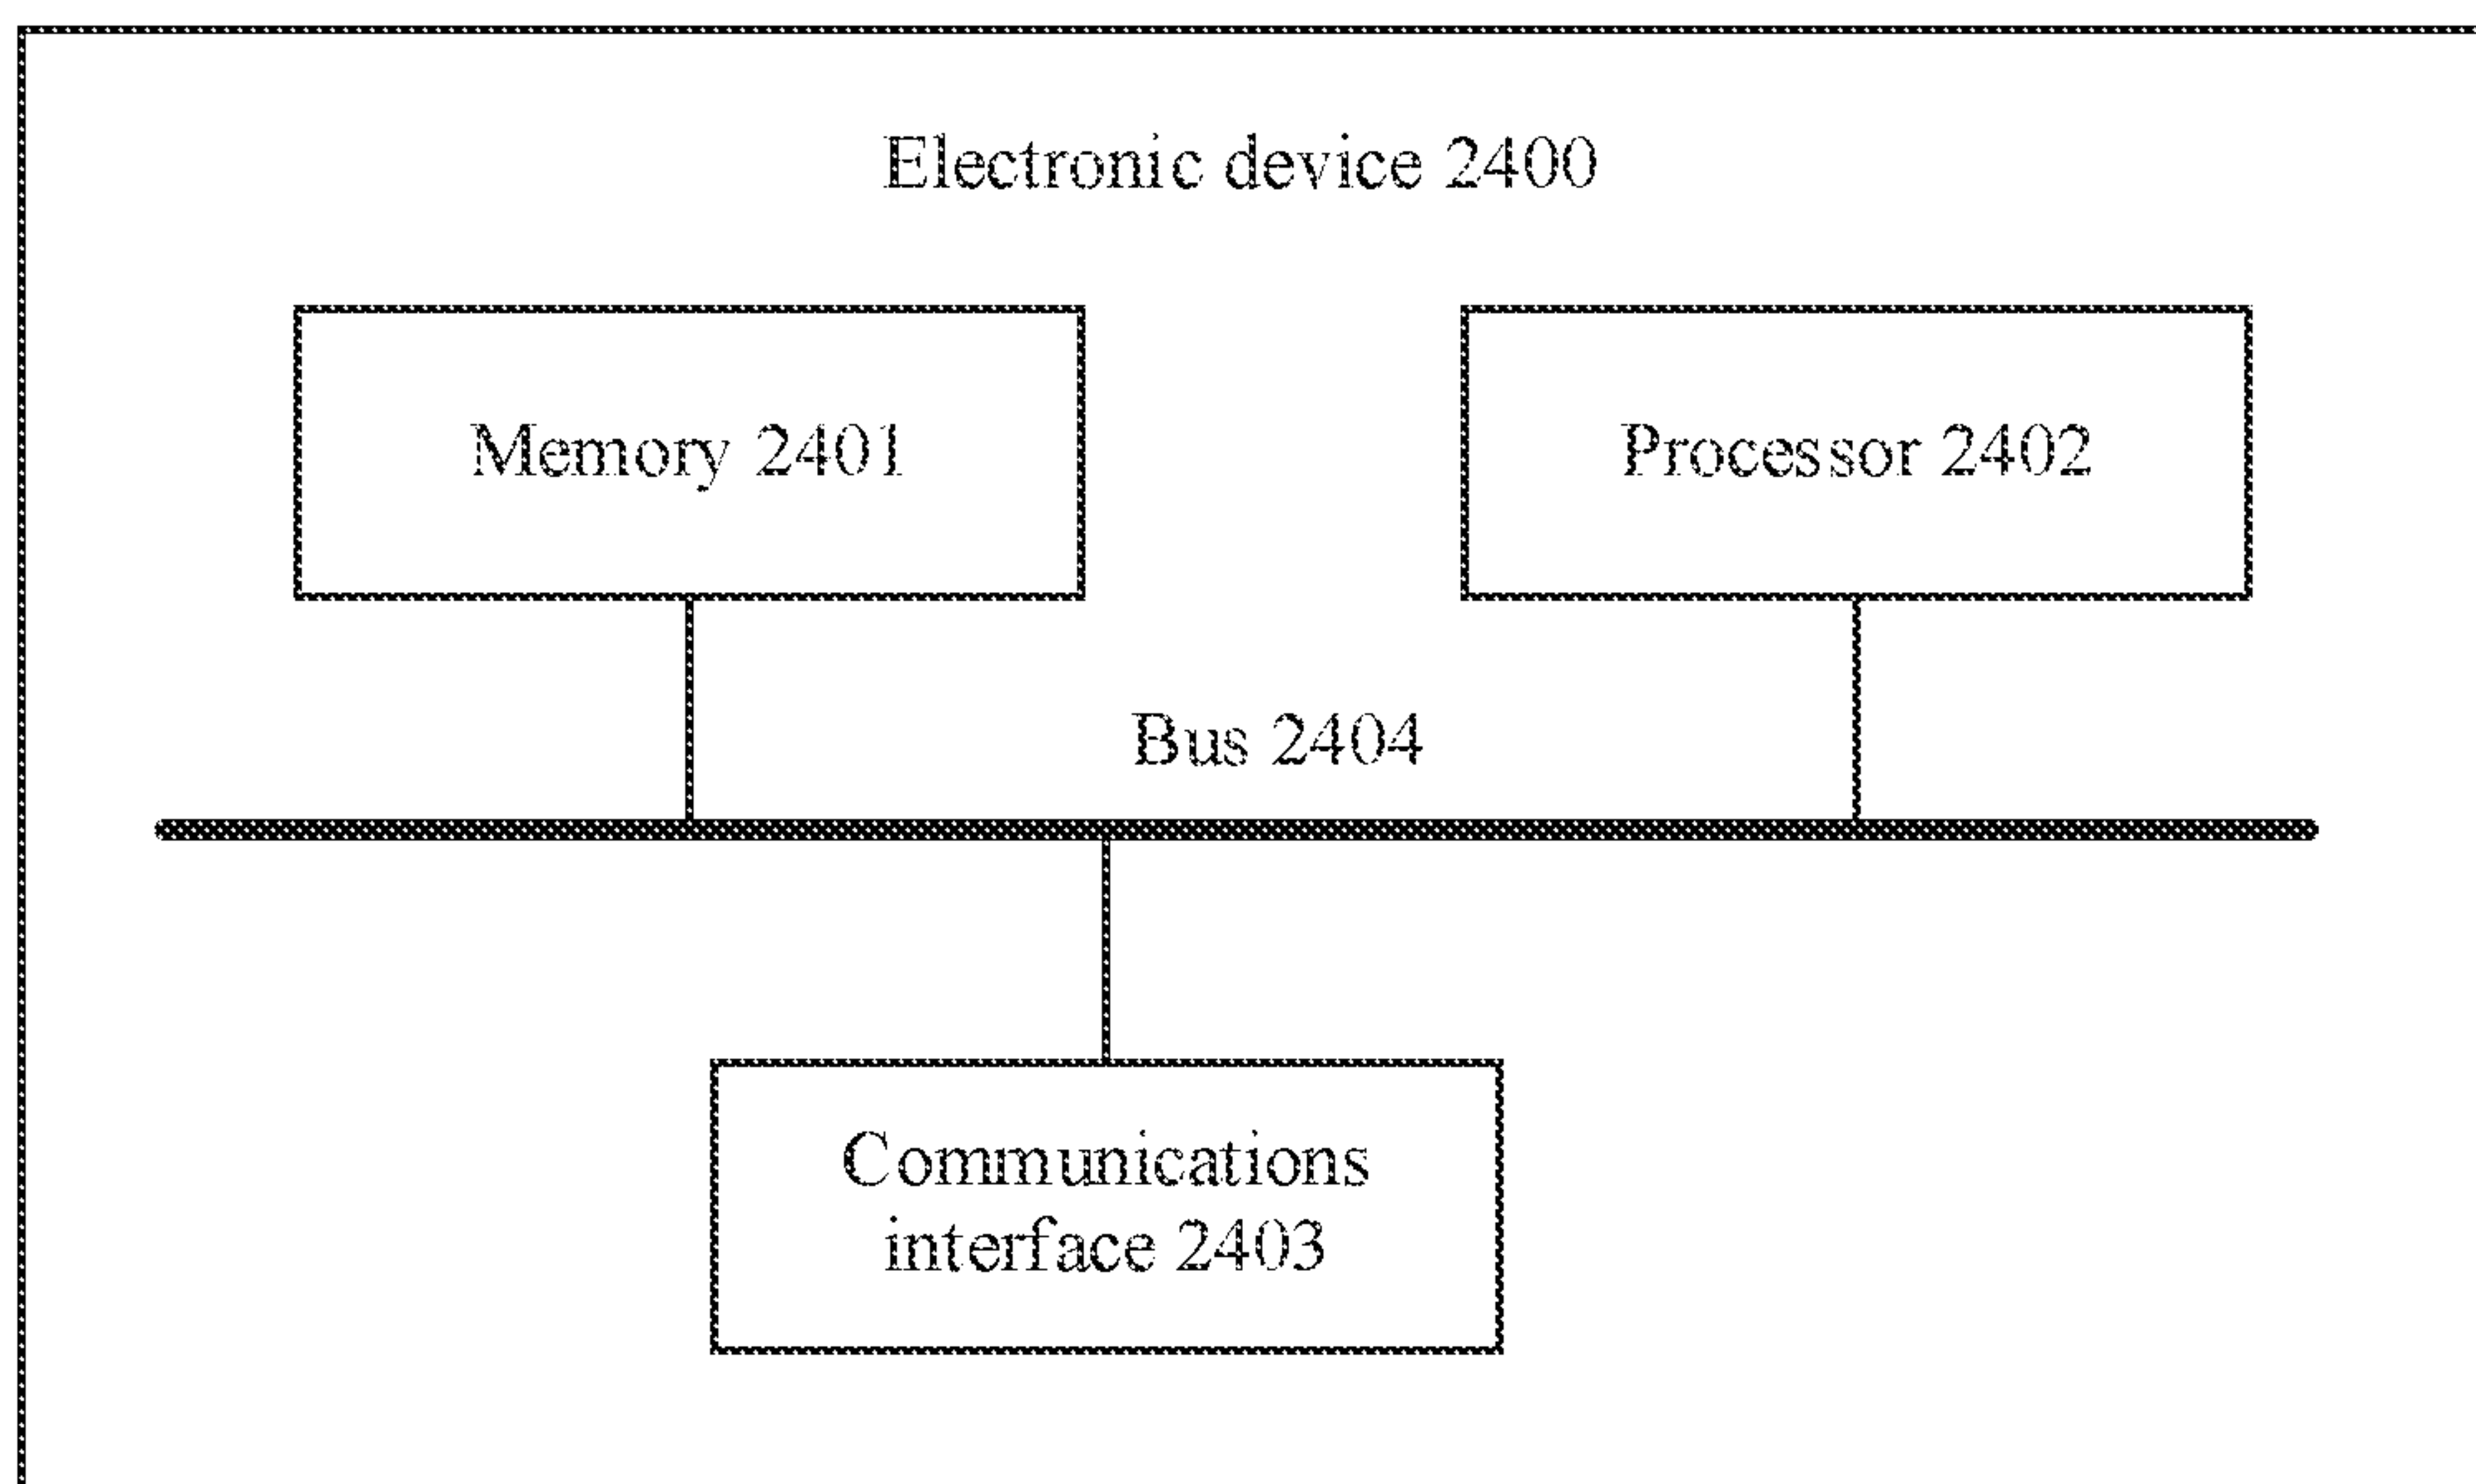 Electronic device 2400
Memory 2401
Processor 2402
Bus 2404
Communications
interface 2403